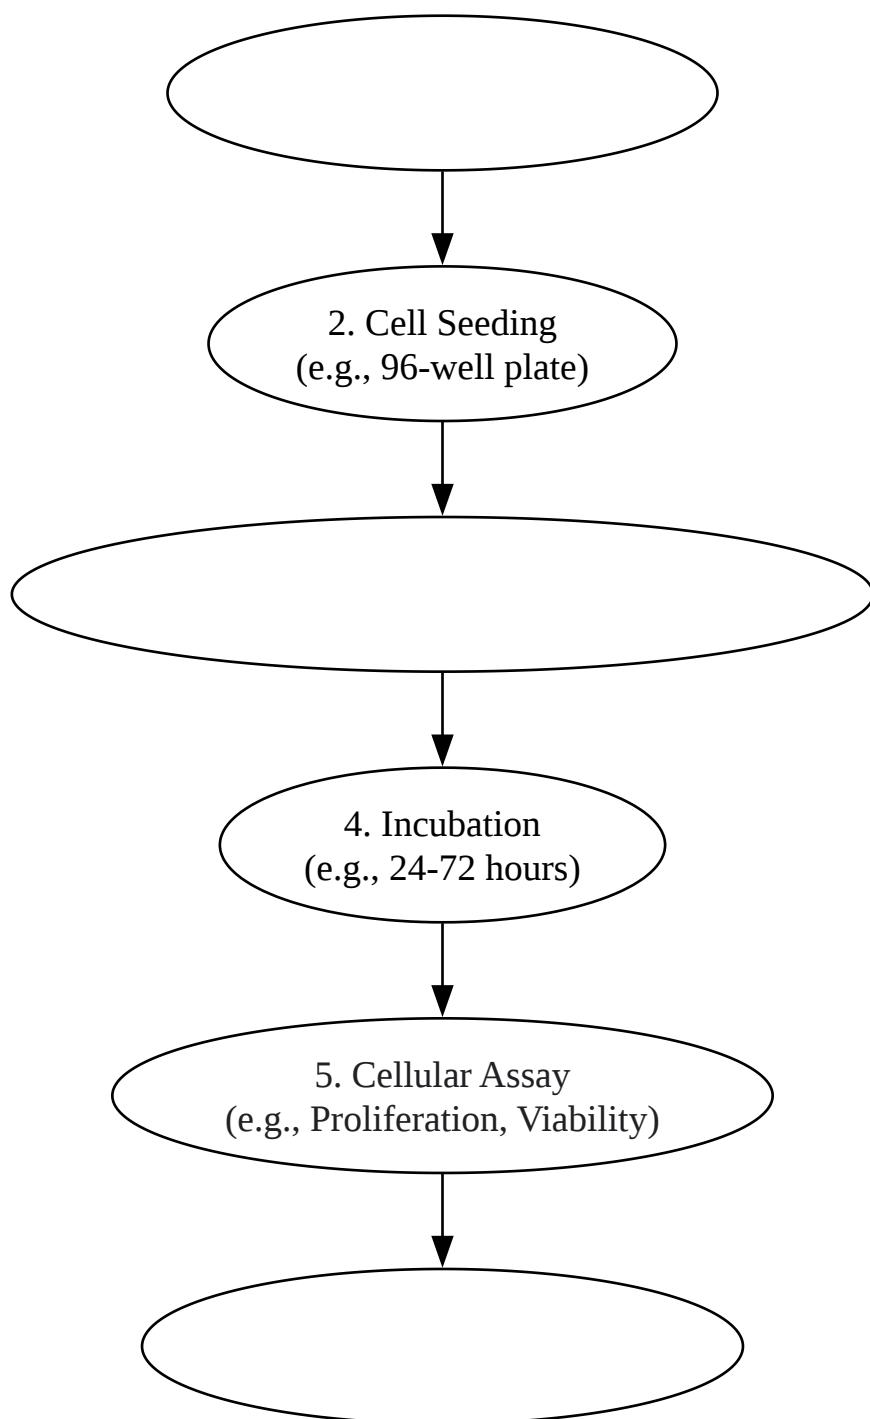 2. Cell Seeding
(e.g., 96-well plate)
4. Incubation
(e.g., 24-72 hours)
5. Cellular Assay
(e.g., Proliferation, Viability)